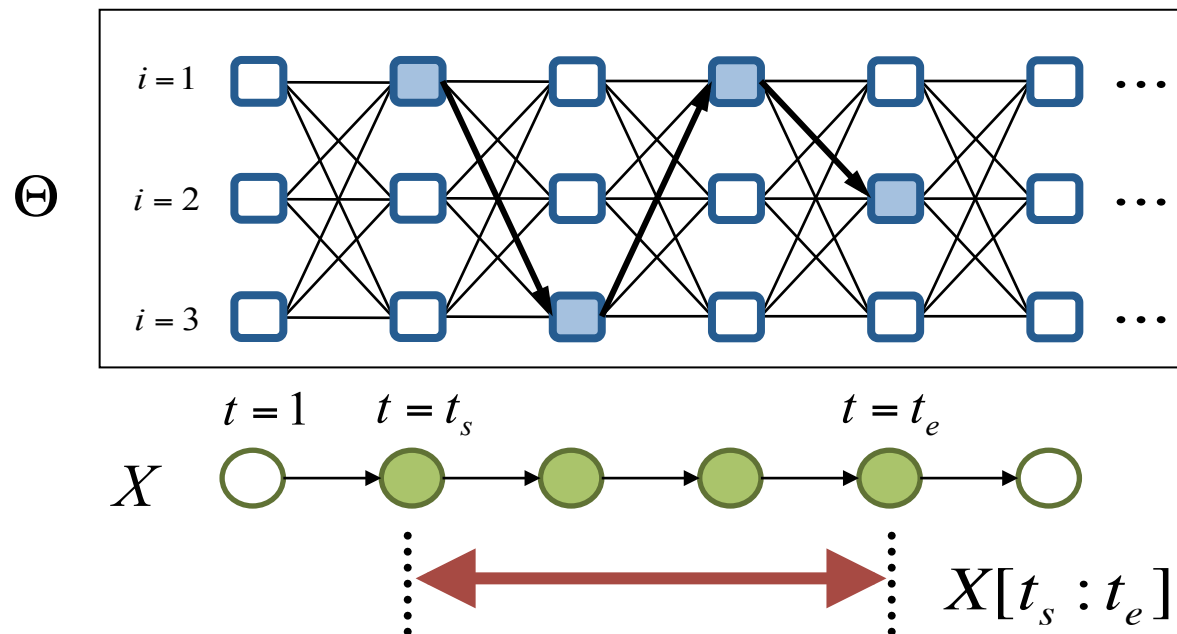 i = 1 ...
Θ i = 2 ...
i = 3 ...
t = 1 t = t_s t = t_e
X
X[t_s : t_e]